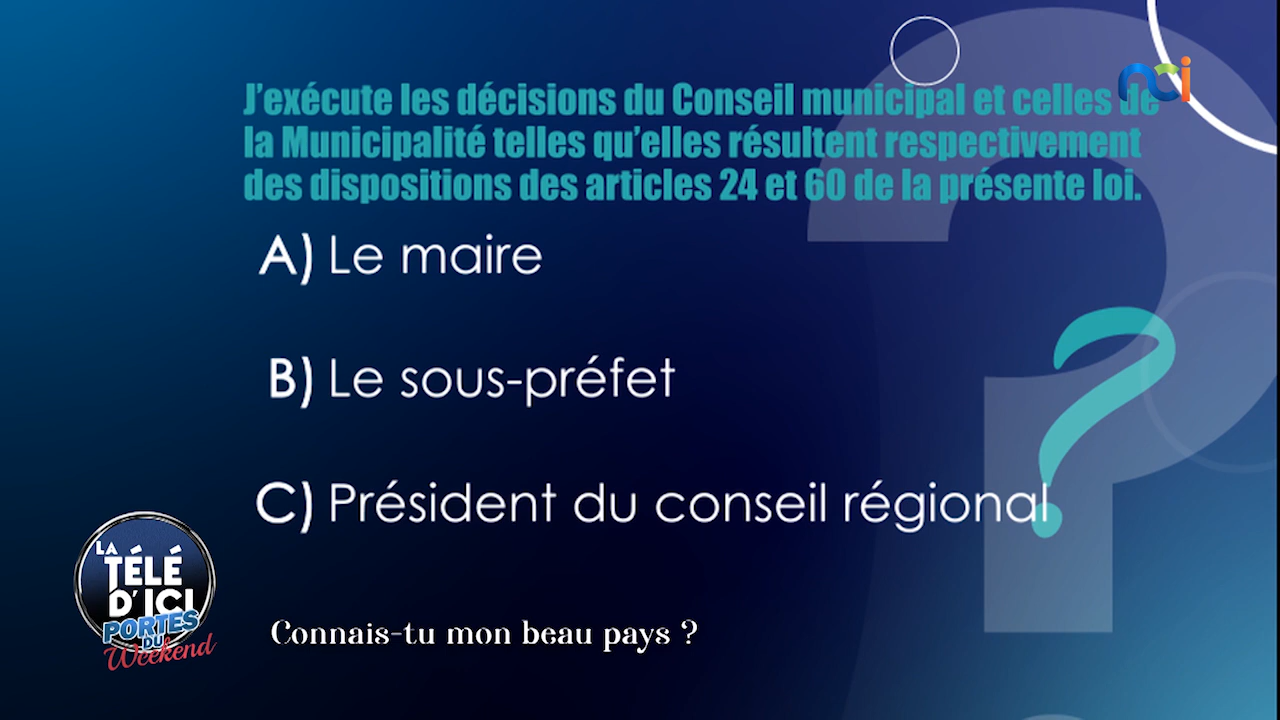 nci
J'exécute les décisions du Conseil municipal et celles de
la Municipalité telles qu'elles résultent respectivement
des dispositions des articles 24 et 60 de la présente loi.
A) Le maire
B) Le sous-préfet
C) Président du conseil régional
?
LA
TÉLÉ
D'ICI
PORTES
DU
Weekend
Connais-tu mon beau pays ?